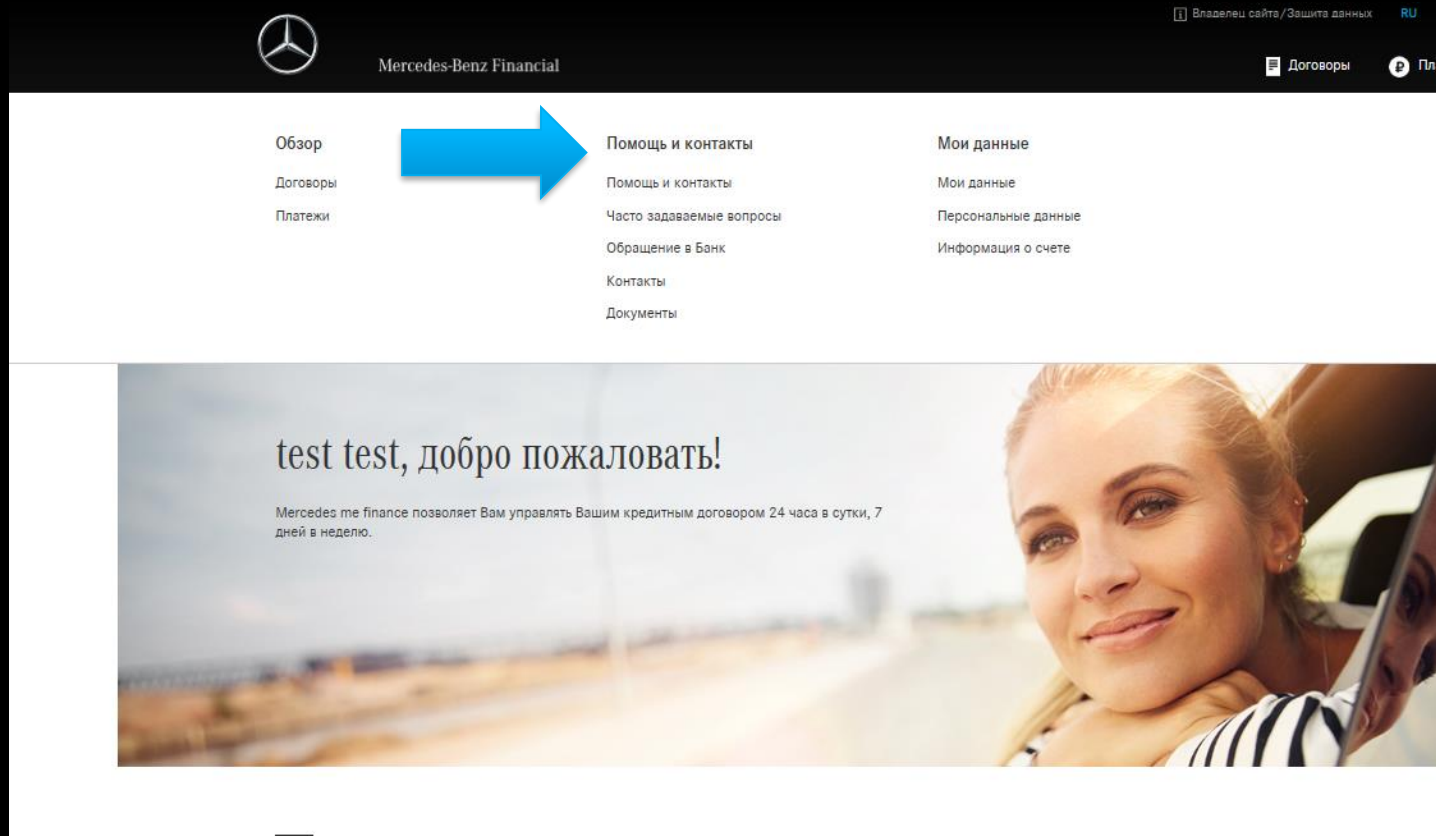 Владелец сайта/Защита данных RU
Mercedes-Benz Financial
Договоры
Обзор
Договоры
Платежи
Помощь и контакты
Помощь и контакты
Часто задаваемые вопросы
Обращение в Банк
Контакты
Документы
Мои данные
Мои данные
Персональные данные
Информация о счете
test test, добро пожаловать!
Mercedes me finance позволяет Вам управлять Вашим кредитным договором 24 часа в сутки, 7
дней в неделю.